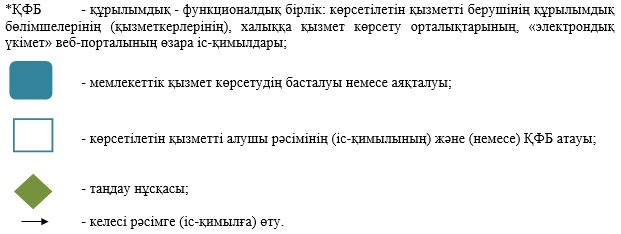 *ҚФБ - құрылымдық - функционалдық бірлік: көрсетілетін қызметті берушінің құрылымдық
бөлімшелерінің (қызметкерлерінің), халыққа қызмет көрсету орталықтарының, «электрондық
үкімет» веб-порталының өзара іс-қимылдары;
- мемлекеттік қызмет көрсетудің басталуы немесе аяқталуы;
- көрсетілетін қызметті алушы рәсімінің (іс-қимылының) және (немесе) ҚФБ атауы;
- таңдау нұсқасы;
- келесі рәсімге (іс-қимылға) өту.